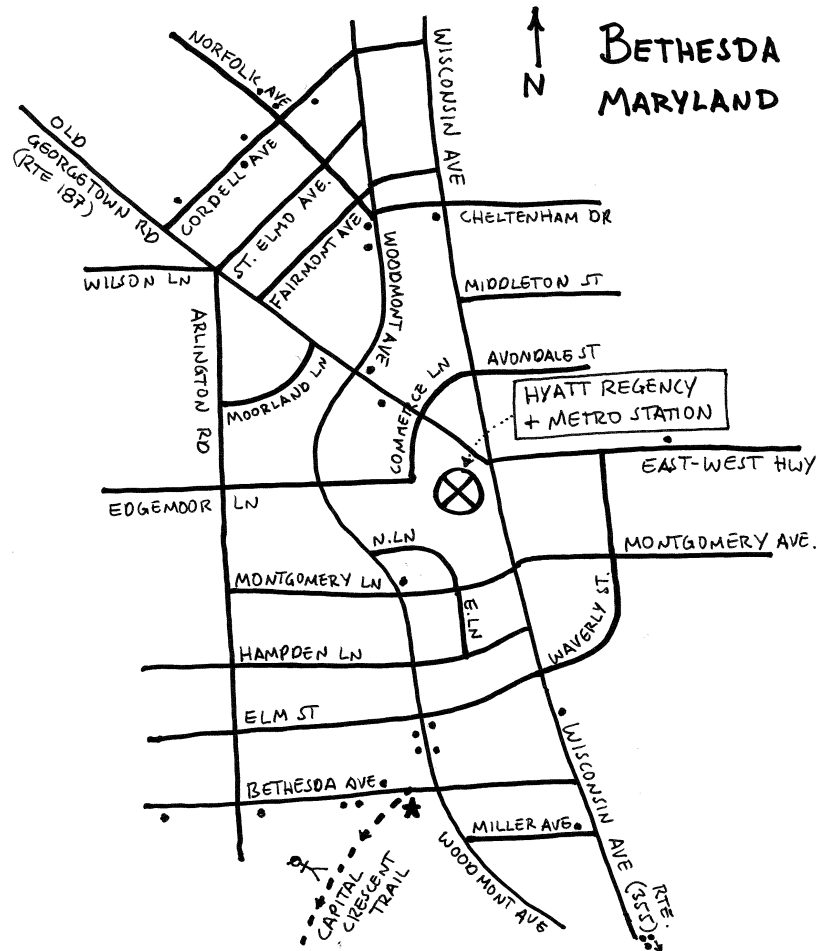 BETHESDA
MARYLAND
N
NORFOLK AVE
WISCONSIN AVE
OLD
GEORGETOWN RD
(RTE 187)
CORDELL AVE
ST. ELMO AVE.
FAIRMONT AVE
CHELTENHAM DR
WILSON LN
WOODMONT AVE
MIDDLETON ST
ARLINGTON RD
MOORLAND LN
COMMERCE LN
AVONDALE ST
HYATT REGENCY
+ METRO STATION
EAST-WEST HWY
EDGEMOOR LN
N. LN
MONTGOMERY AVE.
MONTGOMERY LN
E. LN
WAVERLY ST.
HAMPDEN LN
ELM ST
WISCONSIN AVE
(355)
RTE.
BETHESDA AVE
MILLER AVE
WOODMONT AVE
CAPITAL
CRESCENT
TRAIL